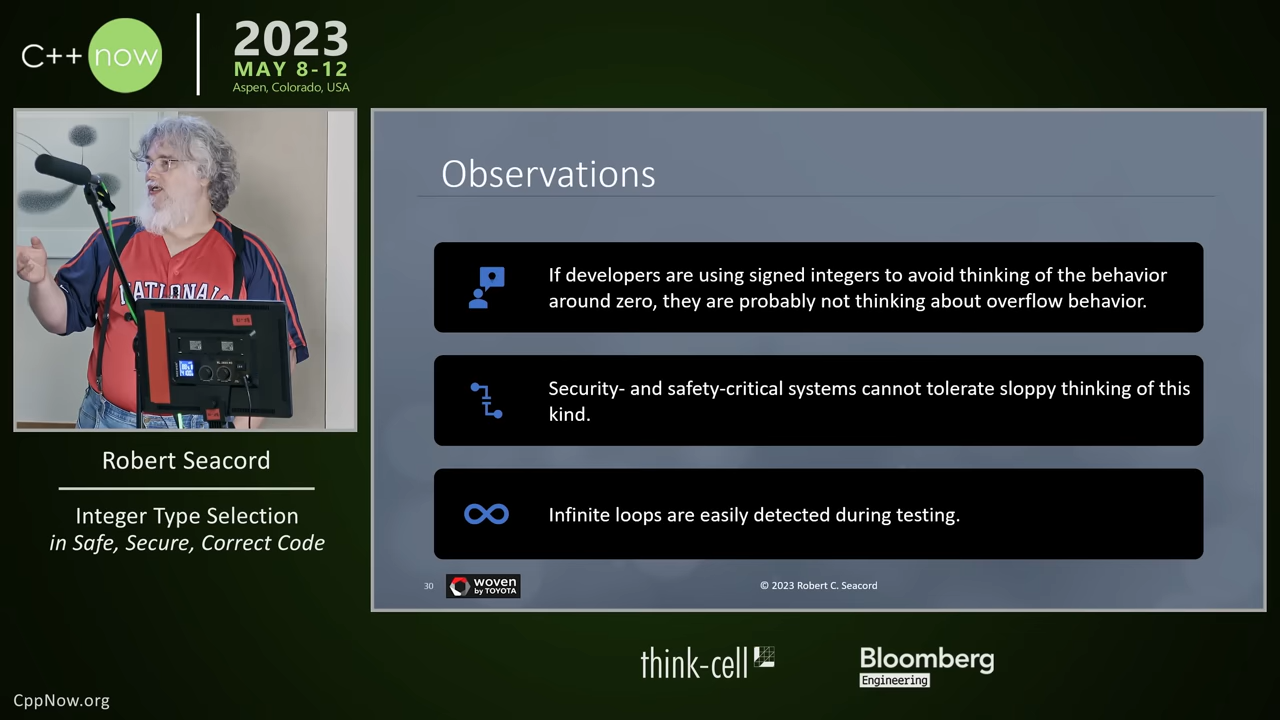 C++ now
2023
MAY 8-12
Aspen, Colorado, USA
NATIONALS
Robert Seacord
Integer Type Selection
in Safe, Secure, Correct Code
Observations
If developers are using signed integers to avoid thinking of the behavior
around zero, they are probably not thinking about overflow behavior.
Security- and safety-critical systems cannot tolerate sloppy thinking of this
kind.
Infinite loops are easily detected during testing.
30
woven
by TOYOTA
© 2023 Robert C. Seacord
think-cell
Bloomberg
Engineering
CppNow.org